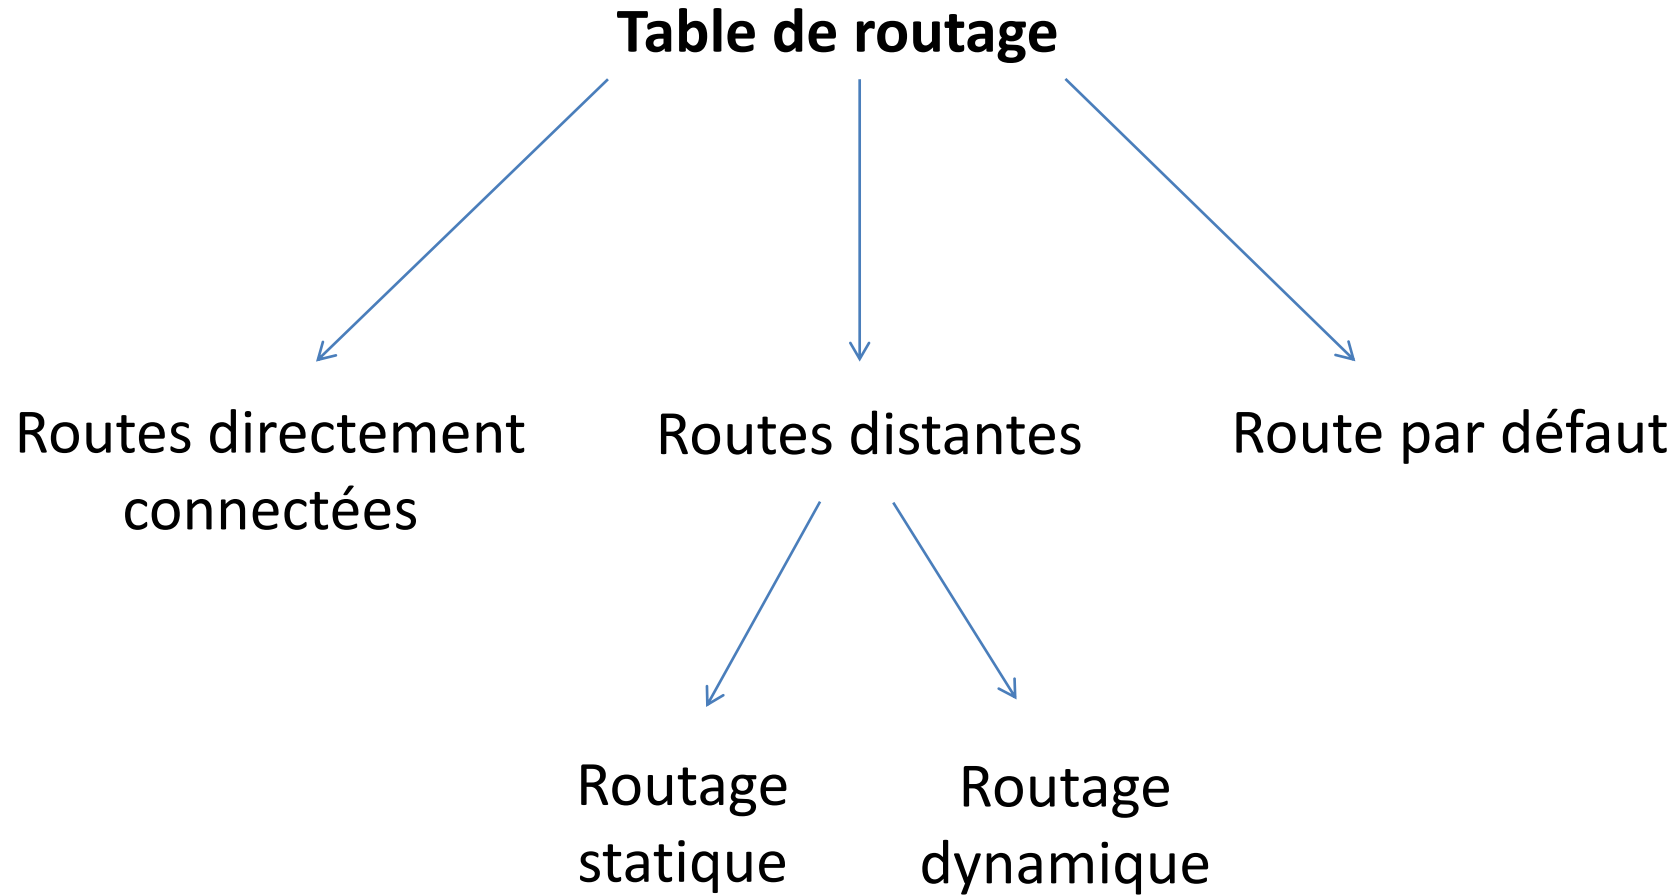 Table de routage
Routes directement
connectées
Routes distantes
Route par défaut
Routage
statique
Routage
dynamique